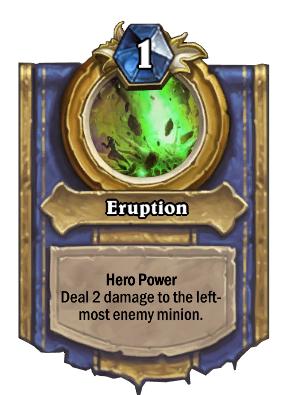 1
Eruption
Hero Power
Deal 2 damage to the left-
most enemy minion.